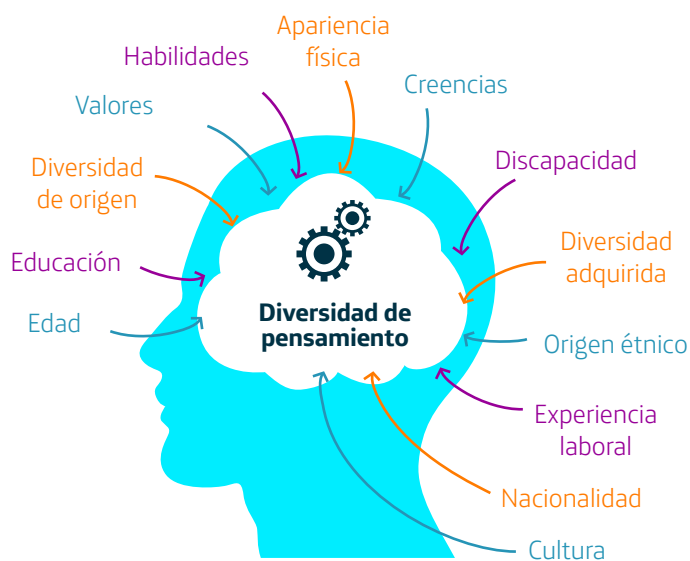 Apariencia
física
Habilidades
Creencias
Valores
Discapacidad
Diversidad
de origen
Diversidad
adquirida
Educación
Diversidad de
pensamiento
Edad
Origen étnico
Experiencia
laboral
Nacionalidad
Cultura